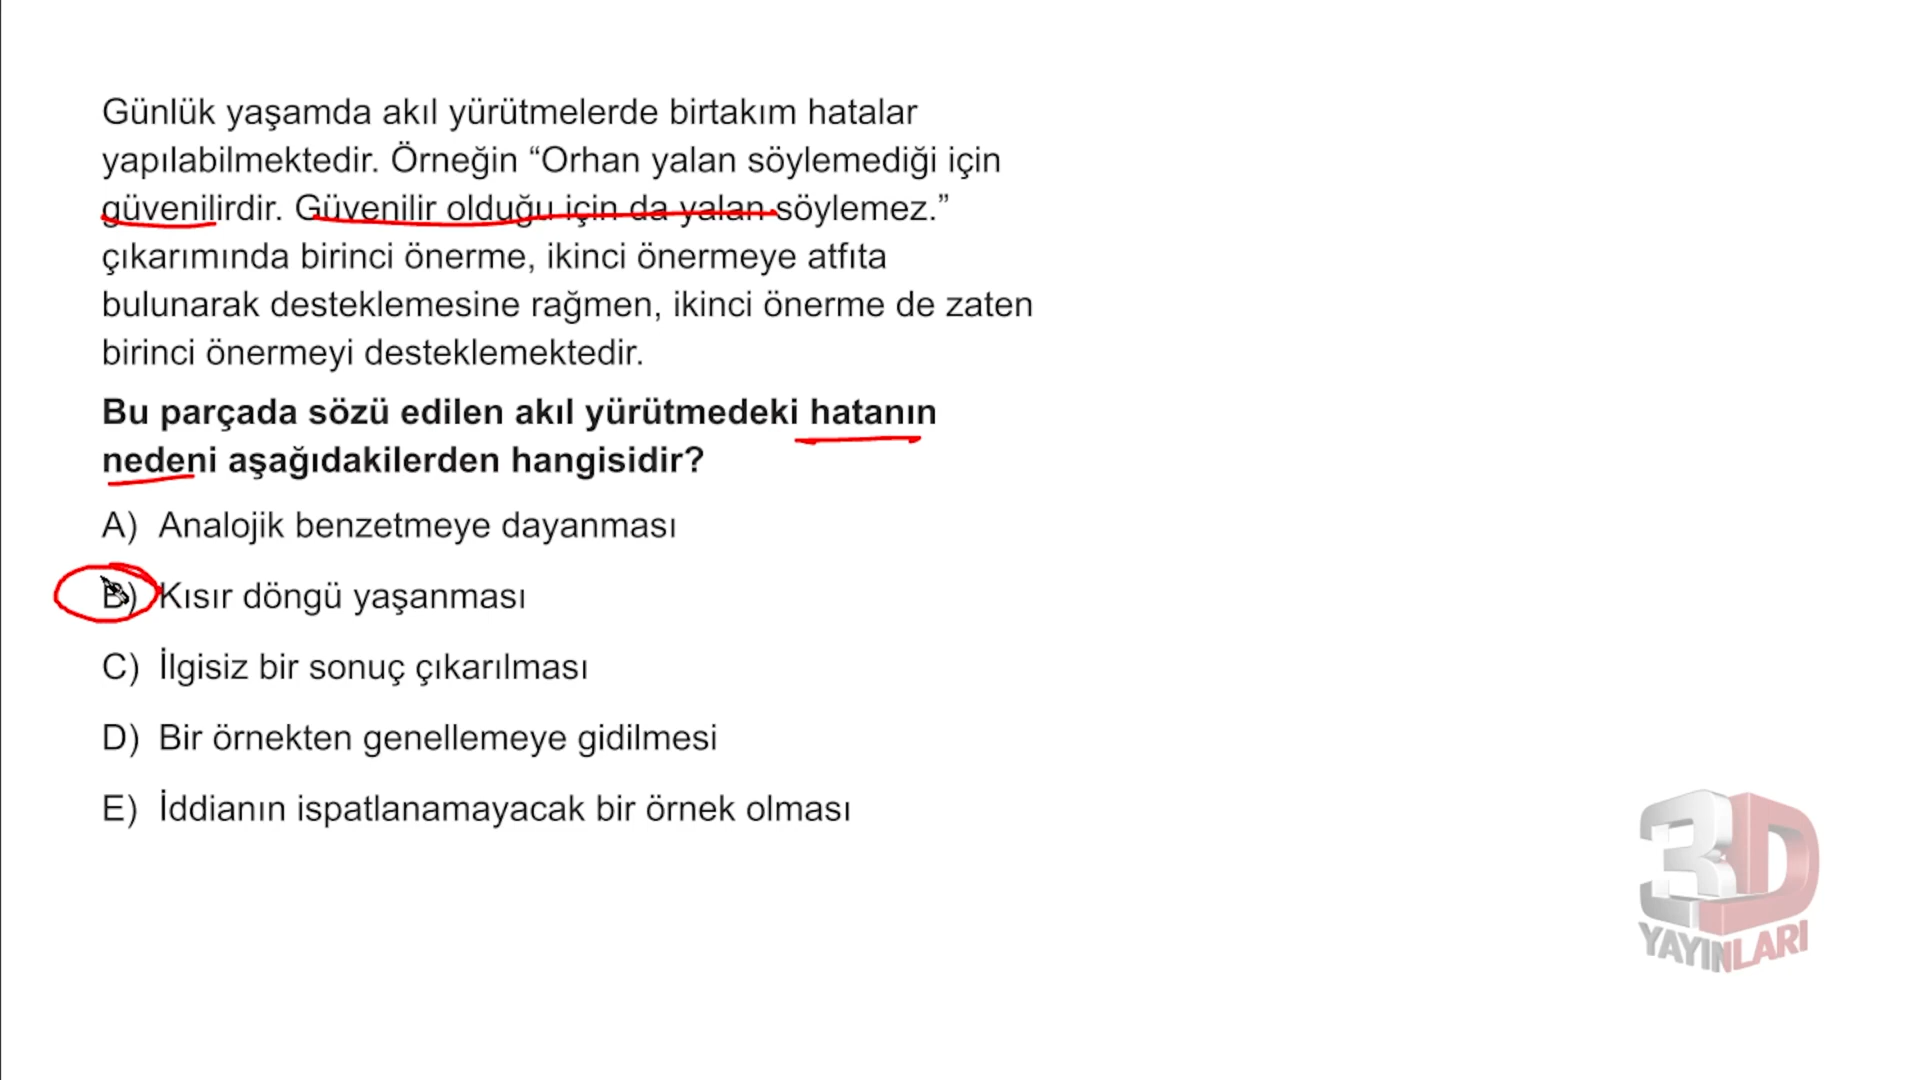 Günlük yaşamda akıl yürütmelerde birtakım hatalar
yapılabilmektedir. Örneğin “Orhan yalan söylemediği için
güvenilirdir. Güvenilir olduğu için da yalan söylemez.”
çıkarımında birinci önerme, ikinci önermeye atfıta
bulunarak desteklemesine rağmen, ikinci önerme de zaten
birinci önermeyi desteklemektedir.
Bu parçada sözü edilen akıl yürütmedeki hatanın
nedeni aşağıdakilerden hangisidir?
A) Analojik benzetmeye dayanması
B) Kısır döngü yaşanması
C) İlgisiz bir sonuç çıkarılması
D) Bir örnekten genellemeye gidilmesi
E) İddianın ispatlanamayacak bir örnek olması
3D
YAYINLARI